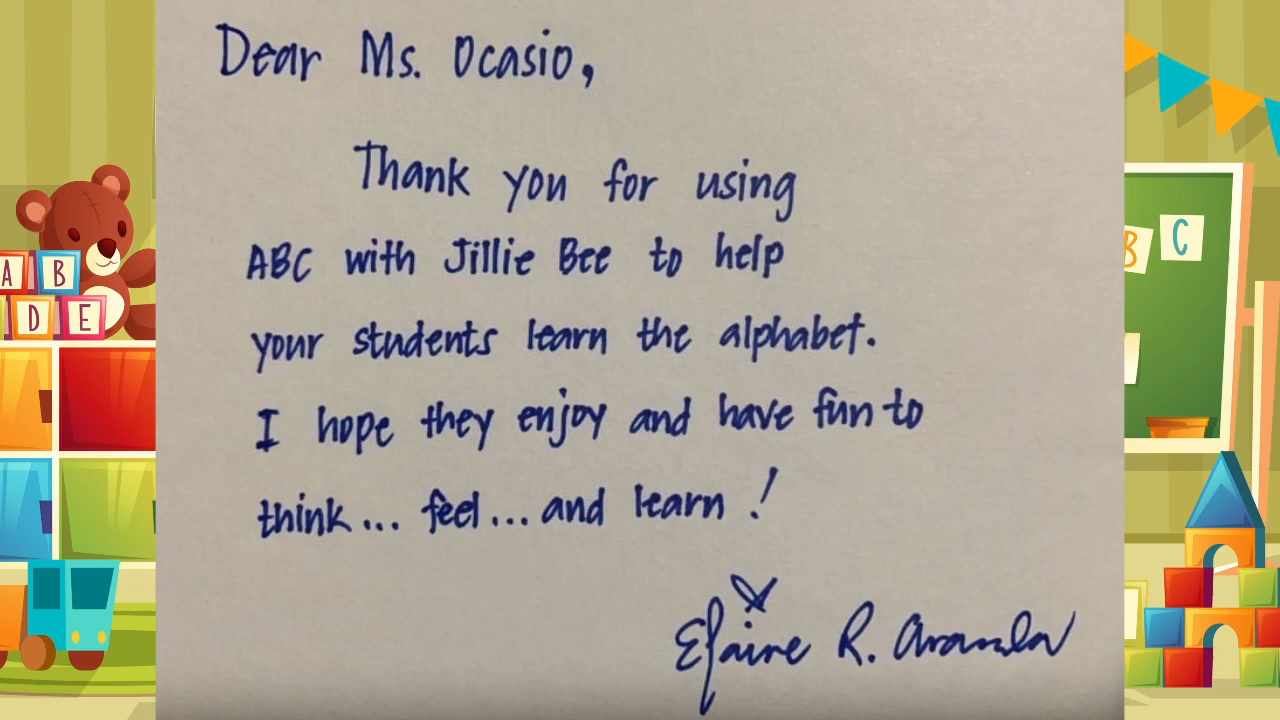 Dear Ms. Ocasio,
Thank you for using
ABC with Jillie Bee to help
your students learn the alphabet.
I hope they enjoy and have fun to
think... feel... and learn!
Elaine R.
A B
D E
B C